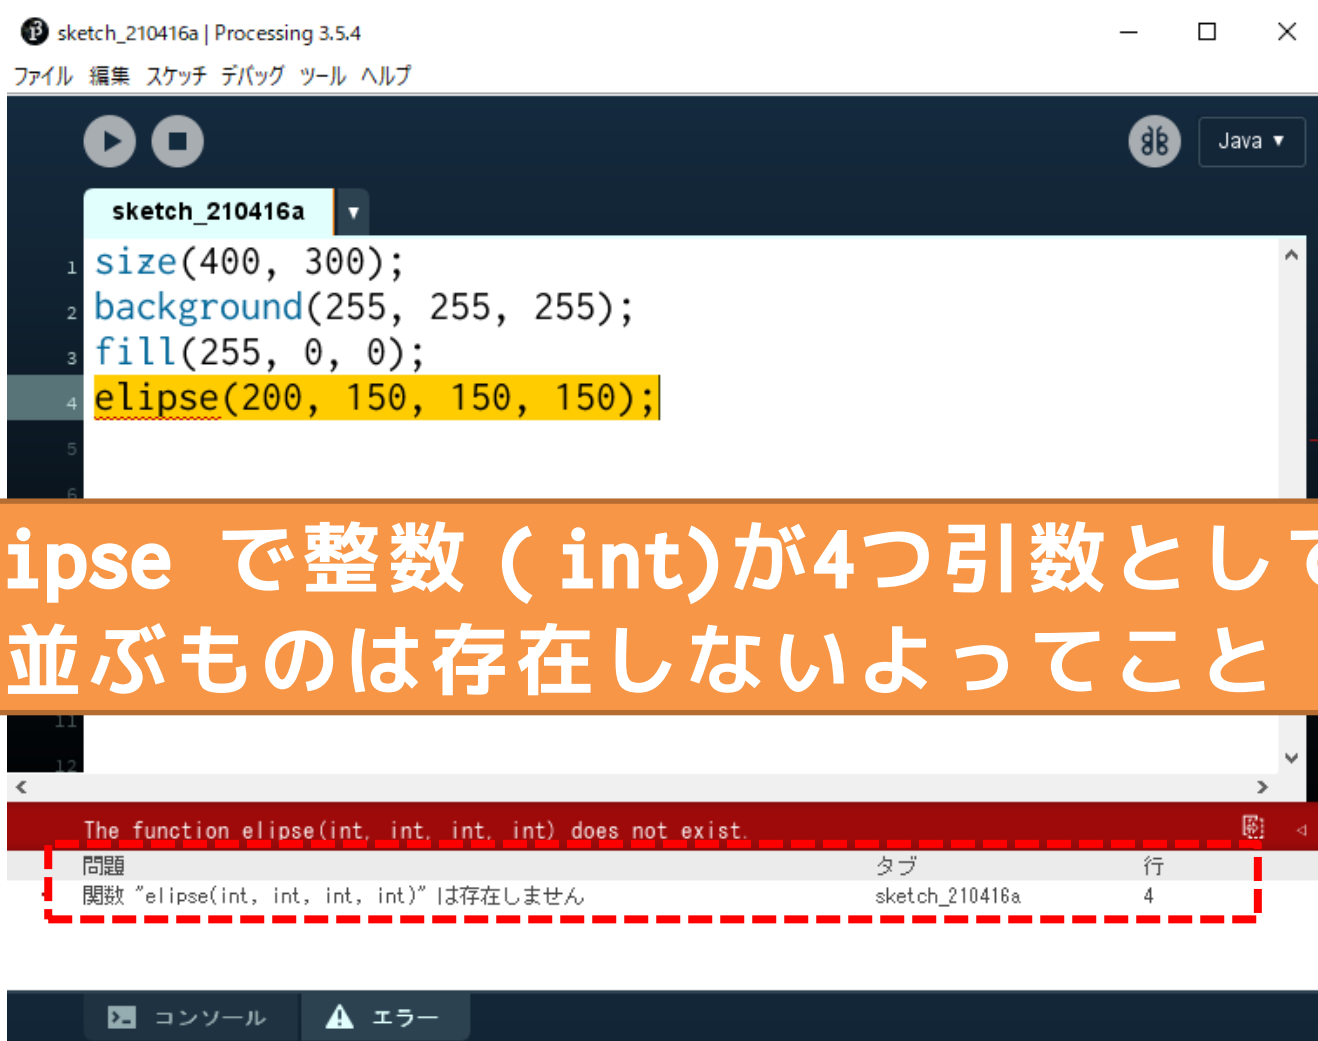 sketch_210416a | Processing 3.5.4
ファイル 編集 スケッチ デバッグ ツール ヘルプ
Java ▼
sketch_210416a ▼
1 size(400, 300);
2 background(255, 255, 255);
3 fill(255, 0, 0);
4 elipse(200, 150, 150, 150);
5
6
ipse で整数(int)が4つ引数として
並ぶものは存在しないよってこと
11
12
The function elipse(int, int, int, int) does not exist.
問題 タブ 行
関数 "elipse(int, int, int, int)" は存在しません sketch_210416a 4
コンソール エラー